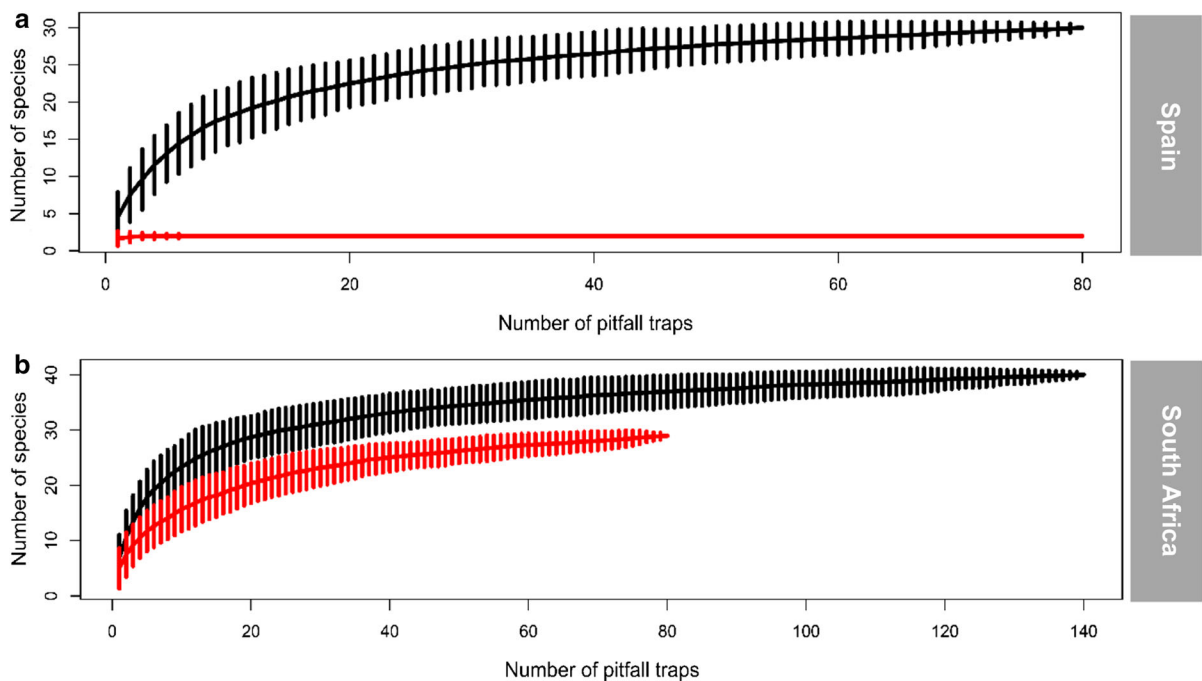 a
30
25
20
15
10
5
0
Number of species
0 20 40 60 80
Number of pitfall traps
Spain
b
40
30
20
10
0
Number of species
0 20 40 60 80 100 120 140
Number of pitfall traps
South Africa